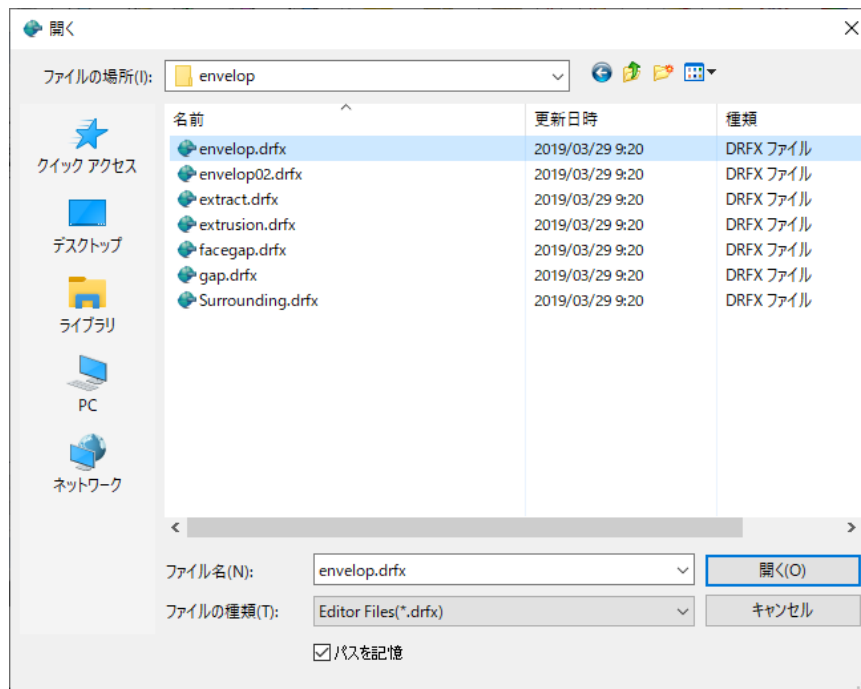 開く
ファイルの場所(I): envelop
名前 更新日時 種類
envelop.drfx 2019/03/29 9:20 DRFX ファイル
envelop02.drfx 2019/03/29 9:20 DRFX ファイル
extract.drfx 2019/03/29 9:20 DRFX ファイル
extrusion.drfx 2019/03/29 9:20 DRFX ファイル
facegap.drfx 2019/03/29 9:20 DRFX ファイル
gap.drfx 2019/03/29 9:20 DRFX ファイル
Surrounding.drfx 2019/03/29 9:20 DRFX ファイル
クイック アクセス
デスクトップ
ライブラリ
PC
ネットワーク
ファイル名(N): envelop.drfx 開く(O)
ファイルの種類(T): Editor Files(*.drfx) キャンセル
パスを記憶